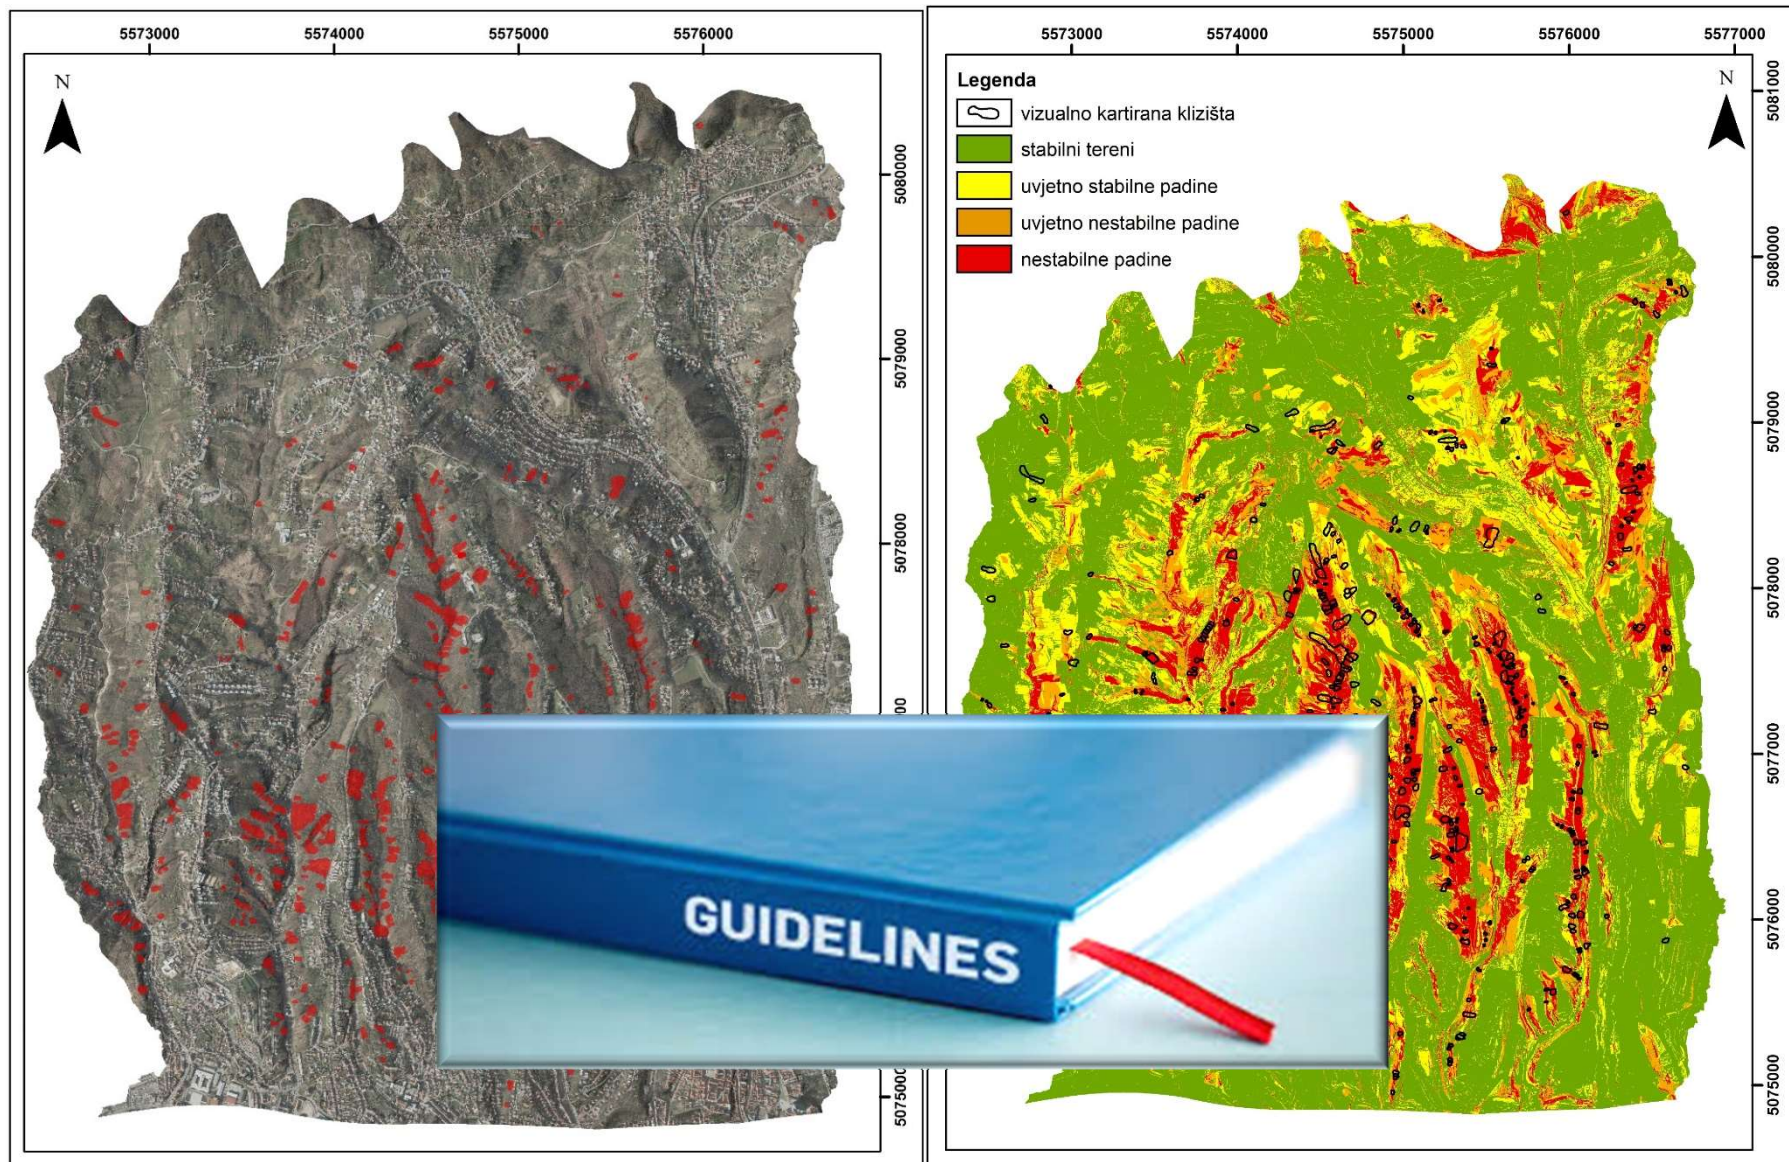 5573000 5574000 5575000 5576000
N
5080000
5079000
5078000
5075000
5573000 5574000 5575000 5576000 5577000
Legenda
vizualno kartirana klizišta
stabilni tereni
uvjetno stabilne padine
uvjetno nestabilne padine
nestabilne padine
N
5081000
5080000
5079000
5078000
5077000
5076000
5075000
GUIDELINES